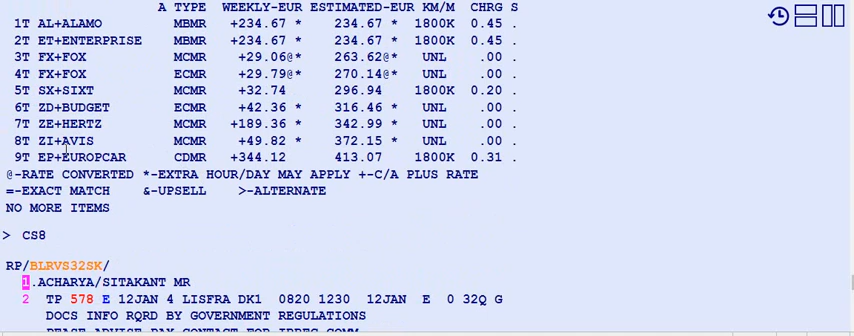 A TYPE WEEKLY-EUR ESTIMATED-EUR KM/M CHRG S
1T AL+ALAMO MBMR +234.67 * 234.67 * 1800K 0.45 .
2T ET+ENTERPRISE MBMR +234.67 * 234.67 * 1800K 0.45 .
3T FX+FOX MCMR +29.06@* 263.62@* UNL .00 .
4T FX+FOX ECMR +29.79@* 270.14@* UNL .00 .
5T SX+SIXT MCMR +32.74 296.94 1800K 0.20 .
6T ZD+BUDGET ECMR +42.36 * 316.46 * UNL .00 .
7T ZE+HERTZ MCMR +189.36 * 342.99 * UNL .00 .
8T ZI+AVIS MCMR +49.82 * 372.15 * UNL .00 .
9T EP+EUROPCAR CDMR +344.12 413.07 1800K 0.31 .
@-RATE CONVERTED *-EXTRA HOUR/DAY MAY APPLY +-C/A PLUS RATE
=-EXACT MATCH &-UPSELL >-ALTERNATE
NO MORE ITEMS
> CS8
RP/BLRVS32SK/
1.ACHARYA/SITAKANT MR
2 TP 578 E 12JAN 4 LISFRA DK1 0820 1230 12JAN E 0 32Q G
DOCS INFO RQRD BY GOVERNMENT REGULATIONS